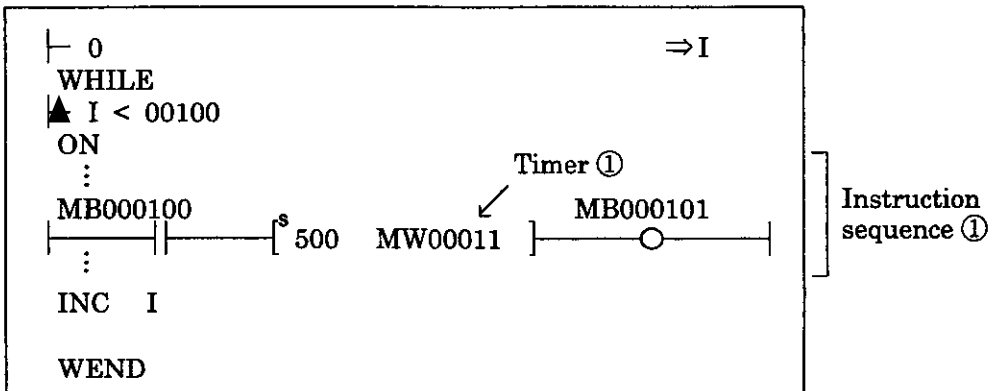 0 ⇒ I
WHILE
I < 00100
ON
⋮
Timer ①
MB000100 MB000101
s 500 MW00011
Instruction
sequence ①
⋮
INC I
WEND